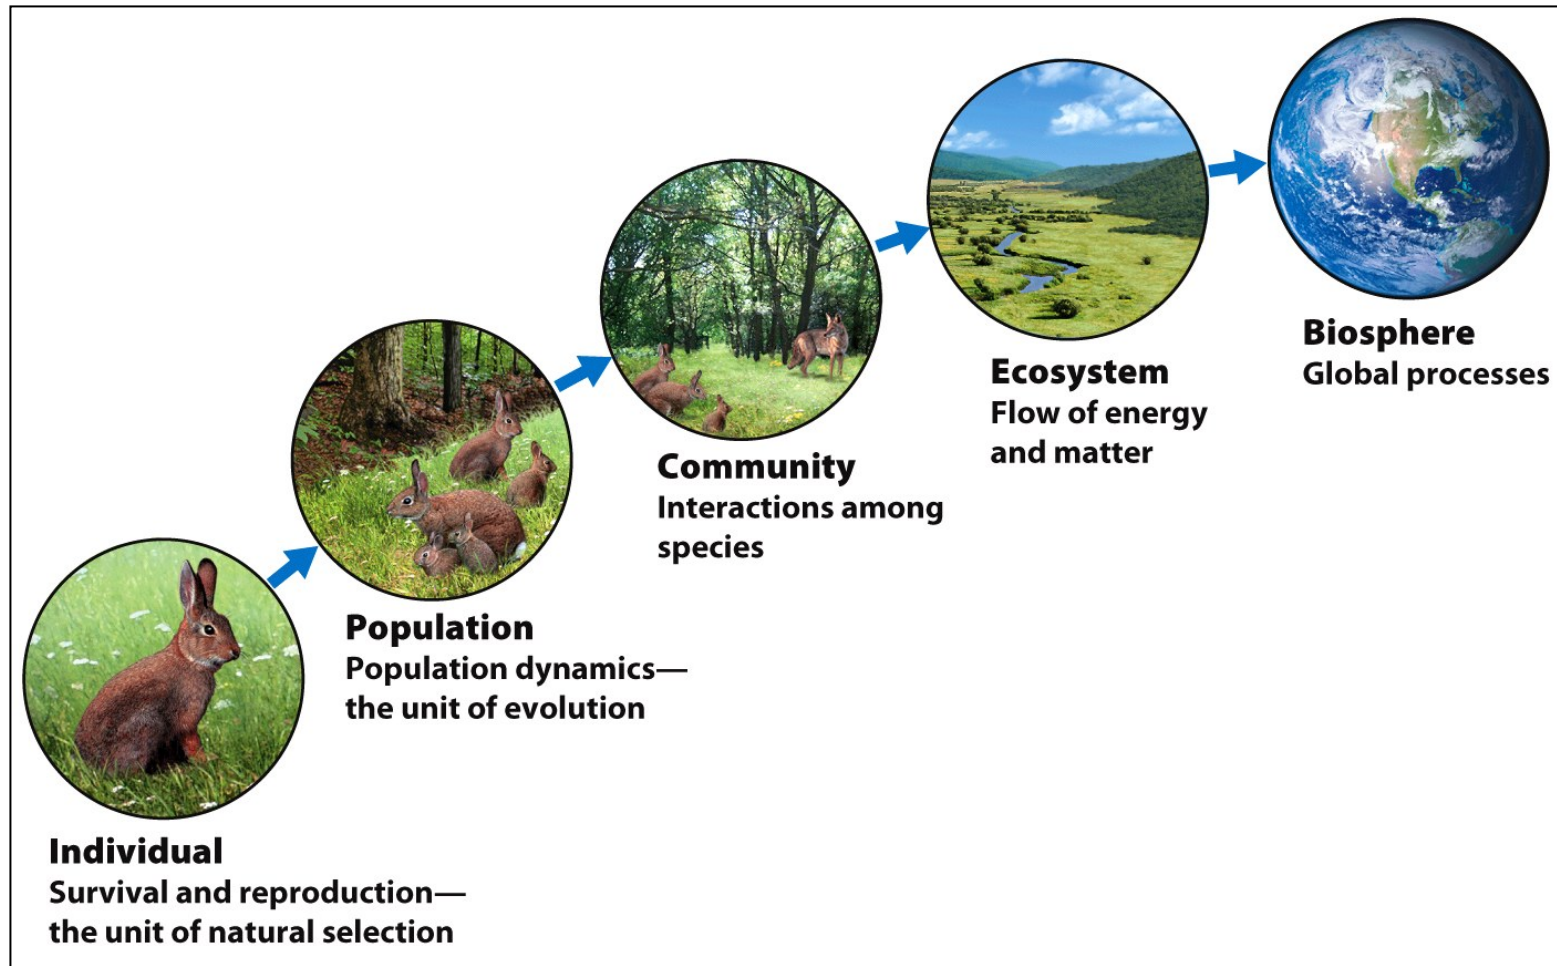 Individual
Survival and reproduction—
the unit of natural selection
Population
Population dynamics—
the unit of evolution
Community
Interactions among
species
Ecosystem
Flow of energy
and matter
Biosphere
Global processes